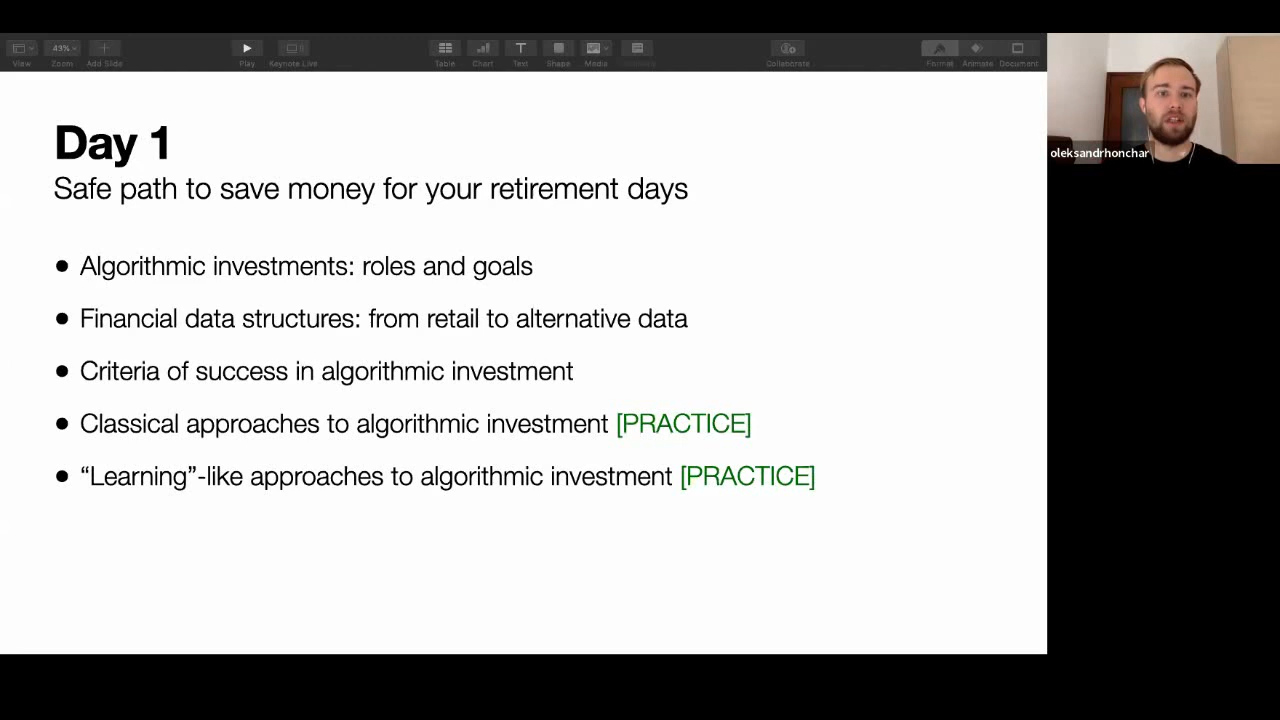 View
49%
Zoom
Add Slide
Play
Keynote Live
Table
Chart
Text
Shape
Media
Collaborate
Format
Animate
Document
Day 1
Safe path to save money for your retirement days
• Algorithmic investments: roles and goals
• Financial data structures: from retail to alternative data
• Criteria of success in algorithmic investment
• Classical approaches to algorithmic investment [PRACTICE]
• “Learning”-like approaches to algorithmic investment [PRACTICE]
oleksandrhonchar